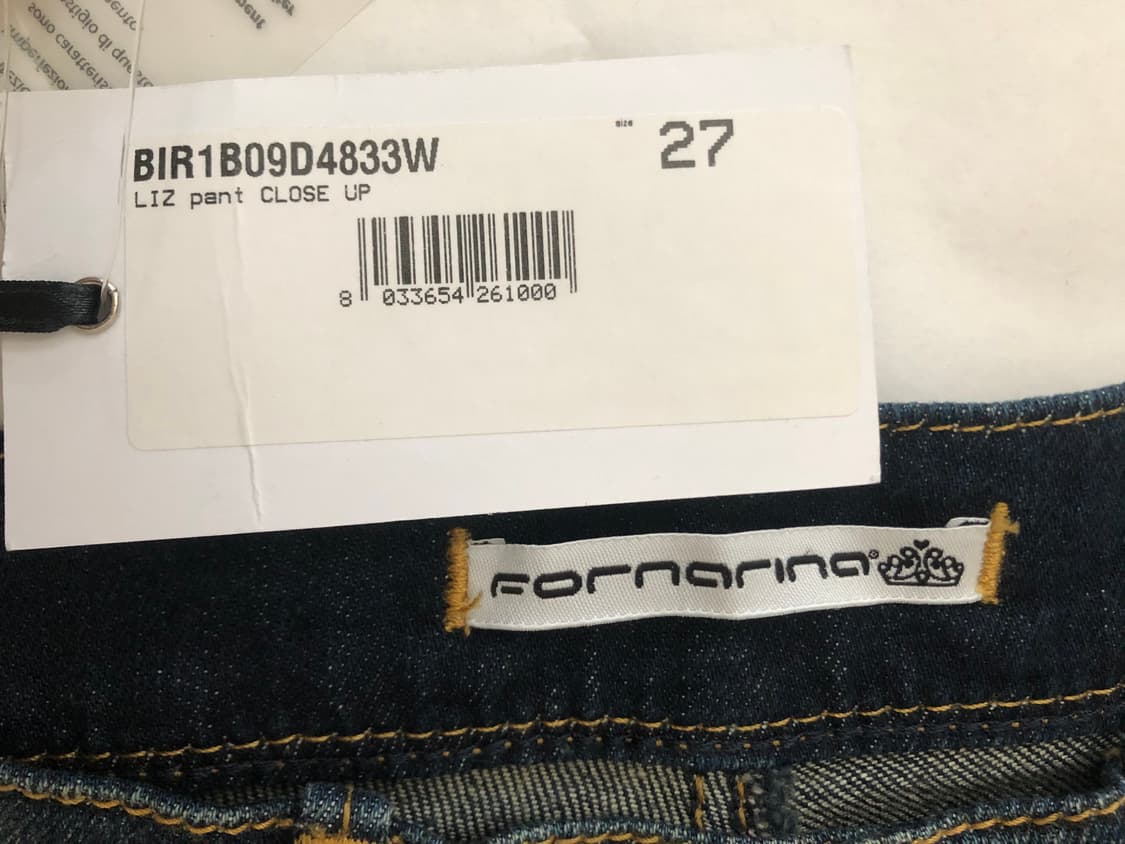 size 27
BIR1B09D4833W
LIZ pant CLOSE UP
8 033654 261000
Fornarina®